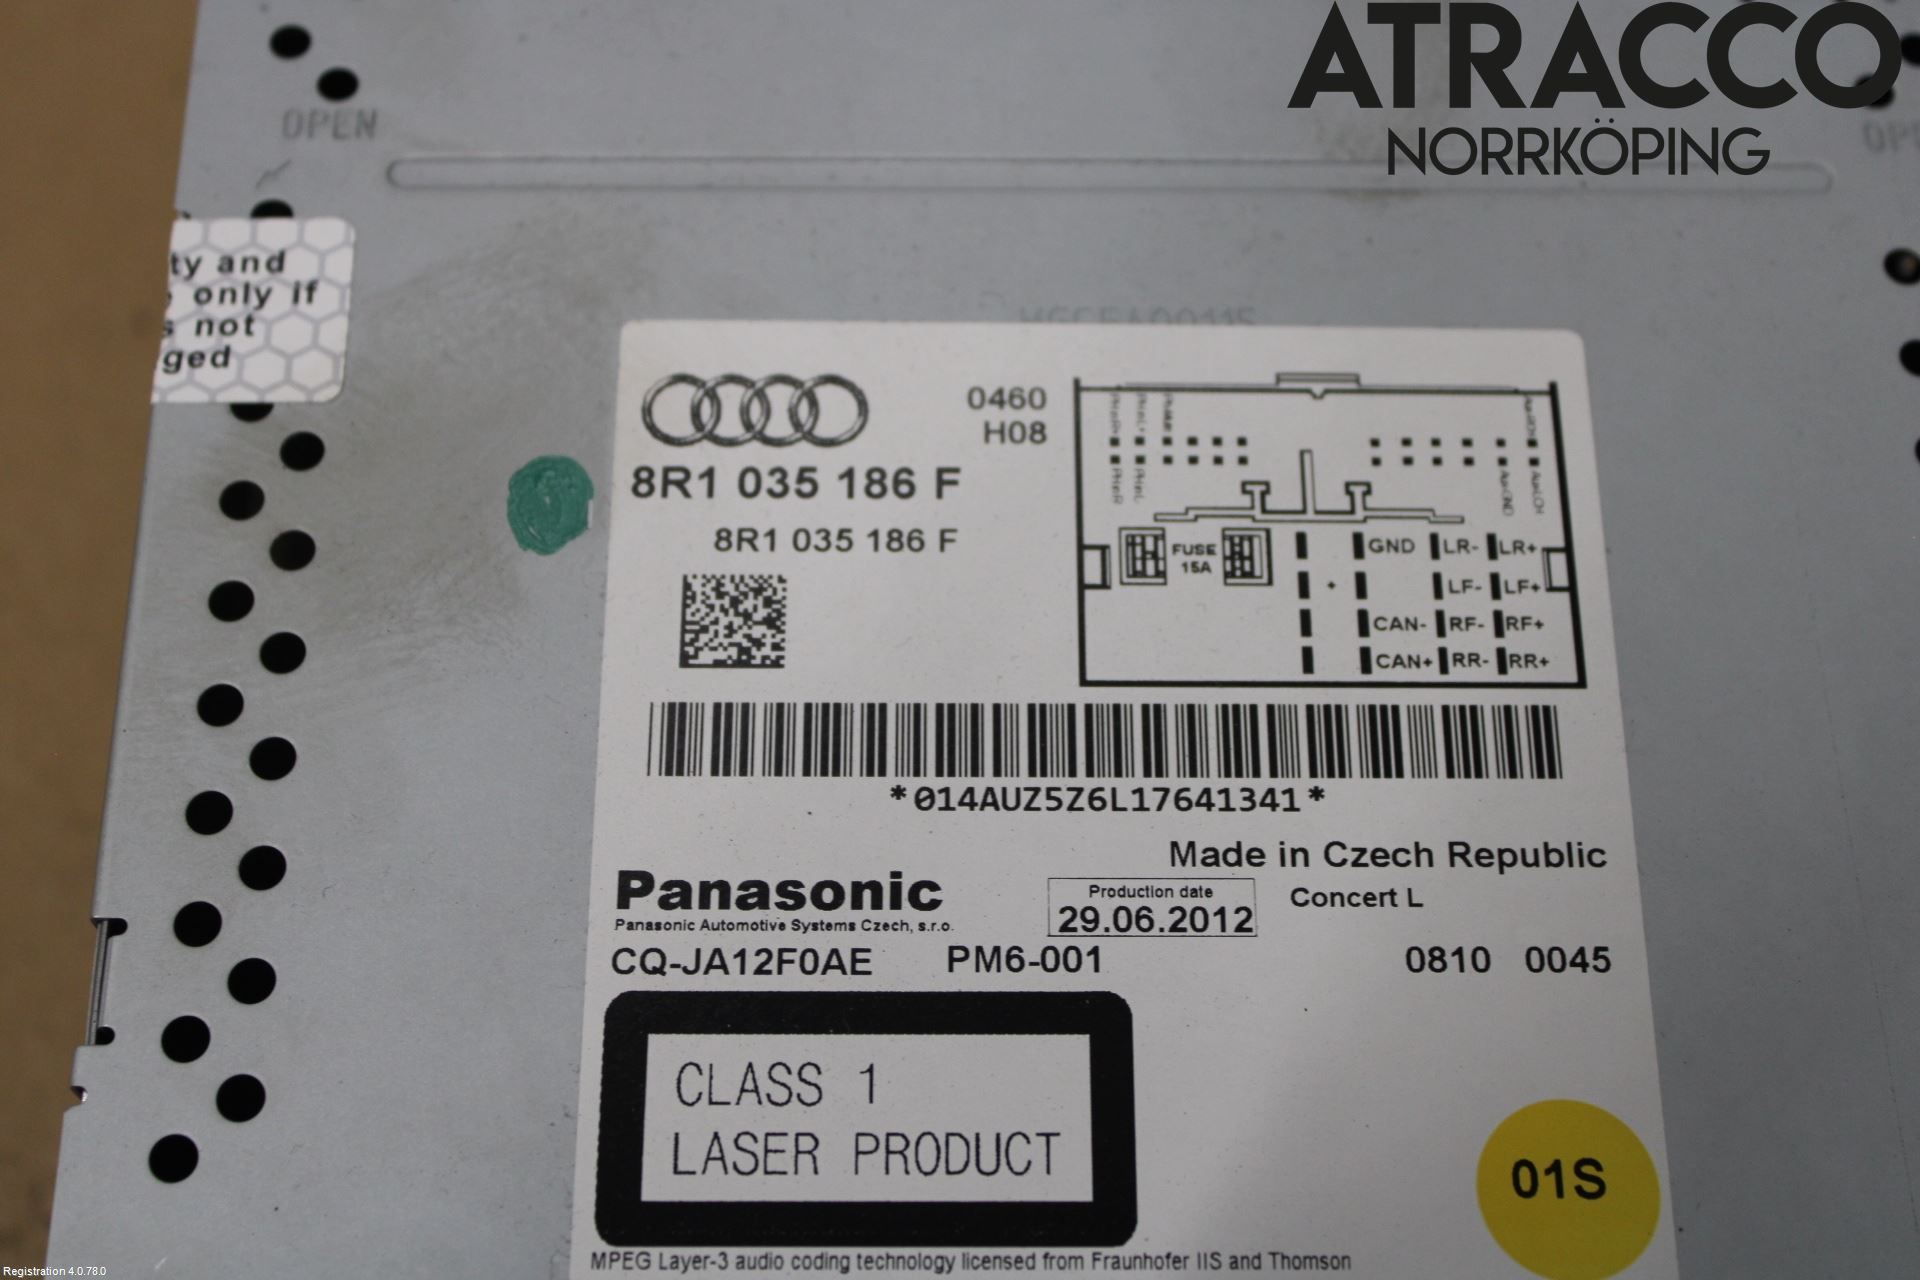 ATRACCO
NORRKÖPING
OPEN
ty and
only if
s not
ged
0460
H08
8R1 035 186 F
8R1 035 186 F
FUSE
15A
GND LR- LR+
+ LF- LF+
CAN- RF- RF+
CAN+ RR- RR+
*014AUZ5Z6L17641341*
Made in Czech Republic
Panasonic
Production date
Concert L
29.06.2012
Panasonic Automotive Systems Czech, s.r.o.
CQ-JA12F0AE PM6-001 0810 0045
CLASS 1
LASER PRODUCT
01S
MPEG Layer-3 audio coding technology licensed from Fraunhofer IIS and Thomson
Registration 4.0.78.0